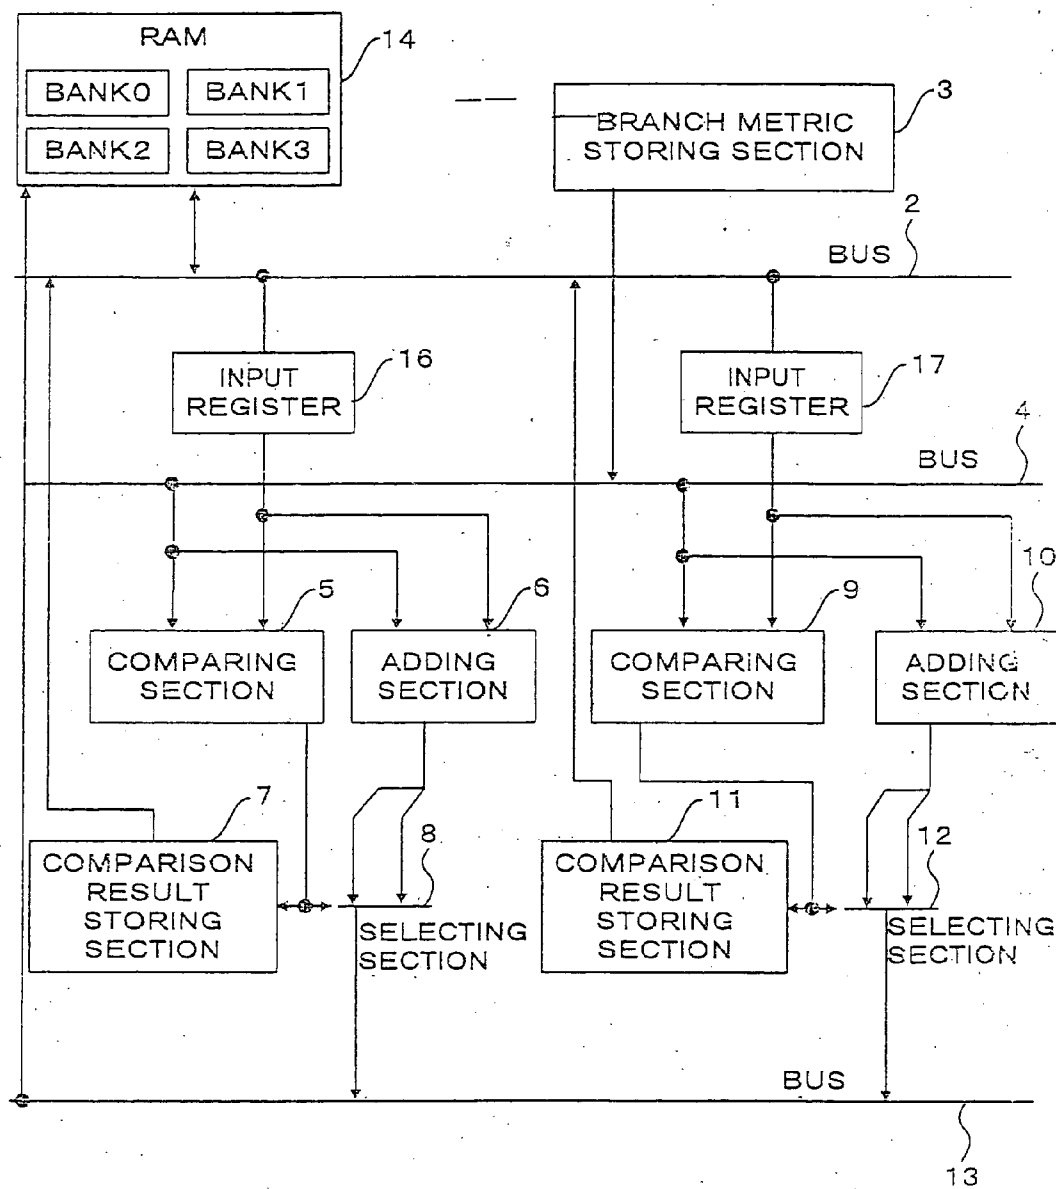 RAM
14
BANK0
BANK1
BANK2
BANK3
BRANCH METRIC
STORING SECTION
3
2
BUS
INPUT
REGISTER
16
INPUT
REGISTER
17
4
BUS
5
6
9
10
COMPARING
SECTION
ADDING
SECTION
COMPARING
SECTION
ADDING
SECTION
7
8
11
12
COMPARISON
RESULT
STORING
SECTION
SELECTING
SECTION
COMPARISON
RESULT
STORING
SECTION
SELECTING
SECTION
BUS
13